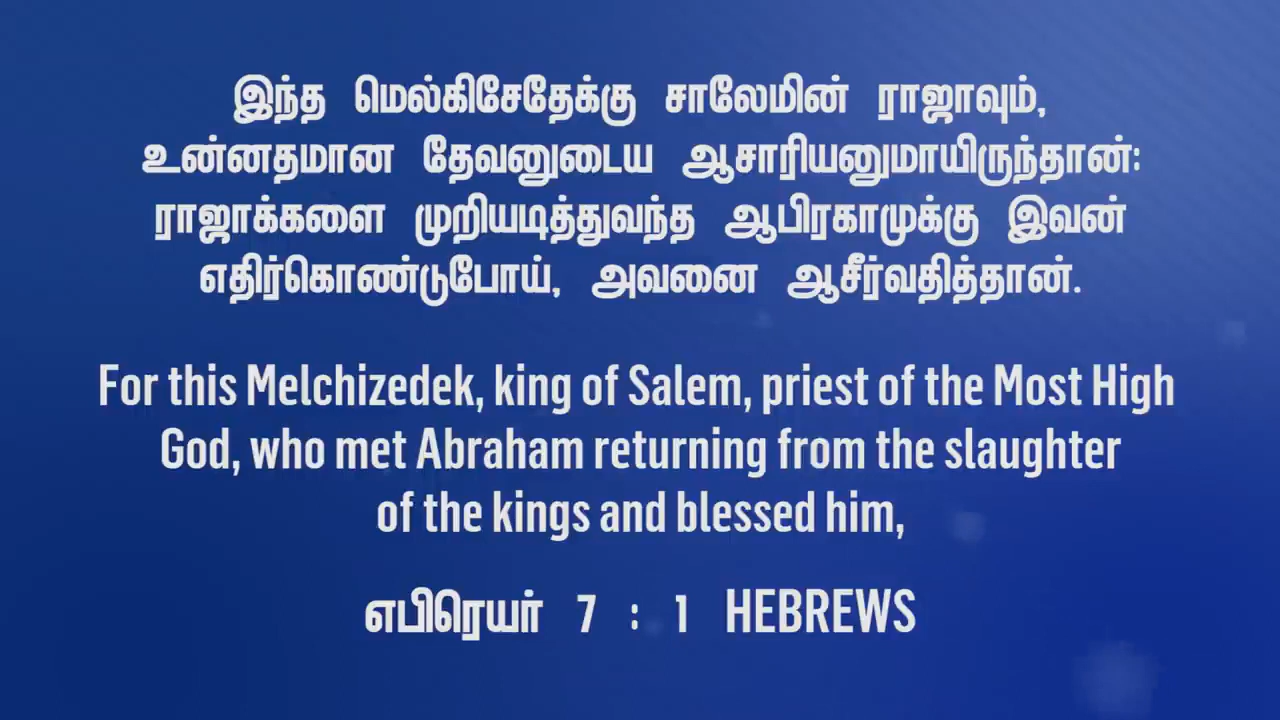 இந்த மெல்கிசேதேக்கு சாலேமின் ராஜாவும்,
உன்னதமான தேவனுடைய ஆசாரியனுமாயிருந்தான்:
ராஜாக்களை முறியடித்துவந்த ஆபிரகாமுக்கு இவன்
எதிர்கொண்டுபோய், அவனை ஆசீர்வதித்தான்.
For this Melchizedek, king of Salem, priest of the Most High
God, who met Abraham returning from the slaughter
of the kings and blessed him,
எபிரெயர் 7 : 1 HEBREWS